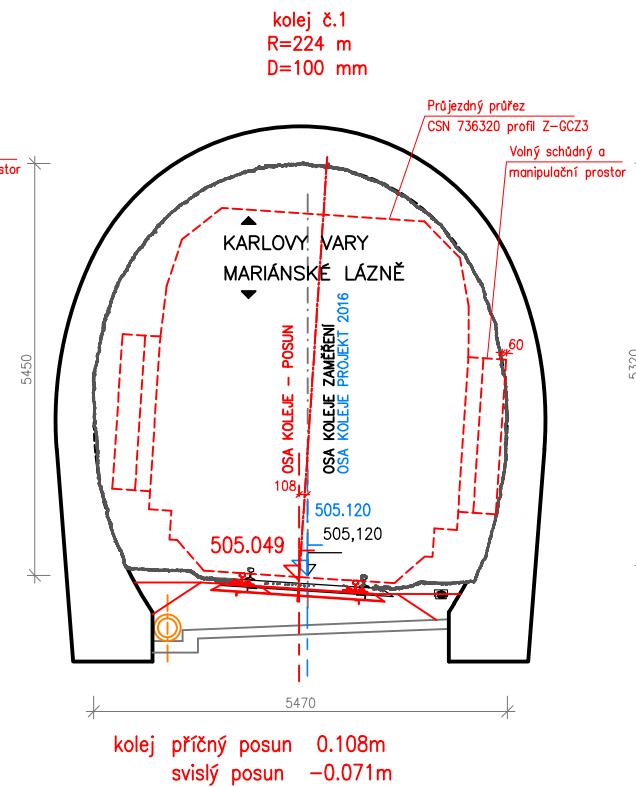 kolej č.1
R=224 m
D=100 mm
Průjezdný průřez
CSN 736320 profil Z-GCZ3
Volný schůdný a
manipulační prostor
stor
KARLOVY VARY
MARIÁNSKÉ LÁZNĚ
5450
5320
60
OSA KOLEJE - POSUN
OSA KOLEJE ZAMĚŘENÍ
OSA KOLEJE PROJEKT 2016
108
505.120
505,120
505.049
5470
kolej příčný posun 0.108m
svislý posun -0.071m